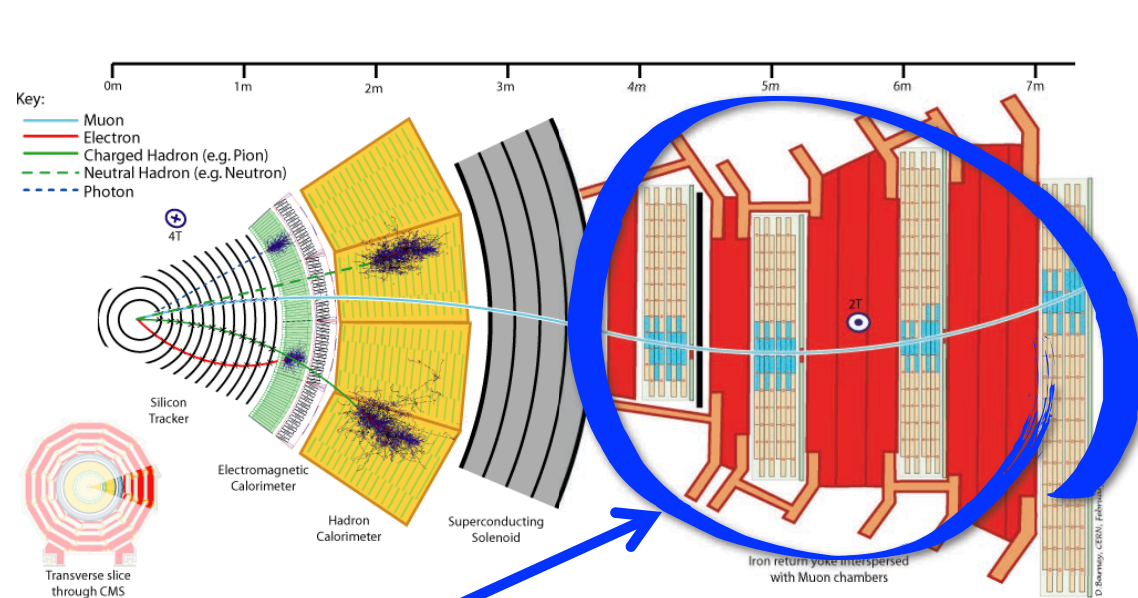 0m 1m 2m 3m 4m 5m 6m 7m
Key:
Muon
Electron
Charged Hadron (e.g. Pion)
Neutral Hadron (e.g. Neutron)
Photon
4T
2T
Silicon
Tracker
Electromagnetic
Calorimeter
Hadron
Calorimeter
Superconducting
Solenoid
Iron return yoke interspersed
with Muon chambers
Transverse slice
through CMS
D.Barney, CERN,